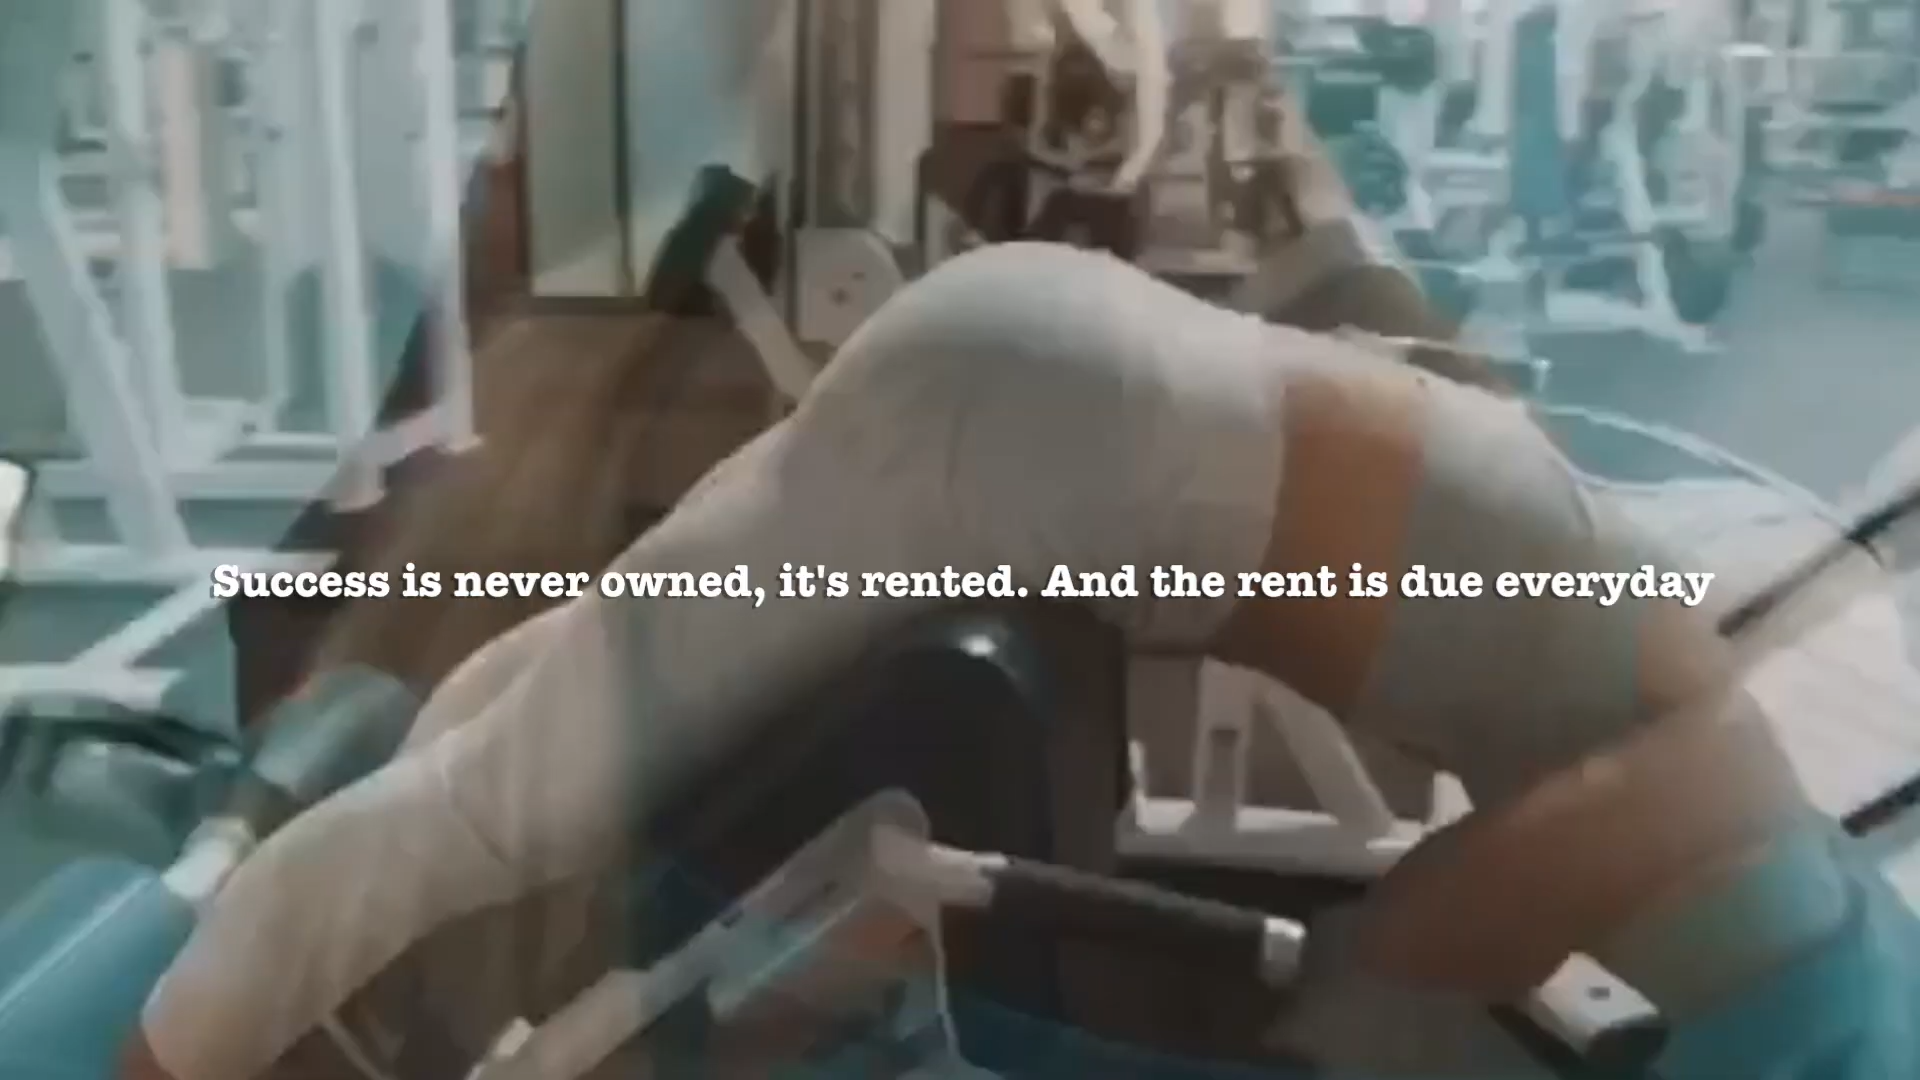 Success is never owned, it's rented. And the rent is due everyday